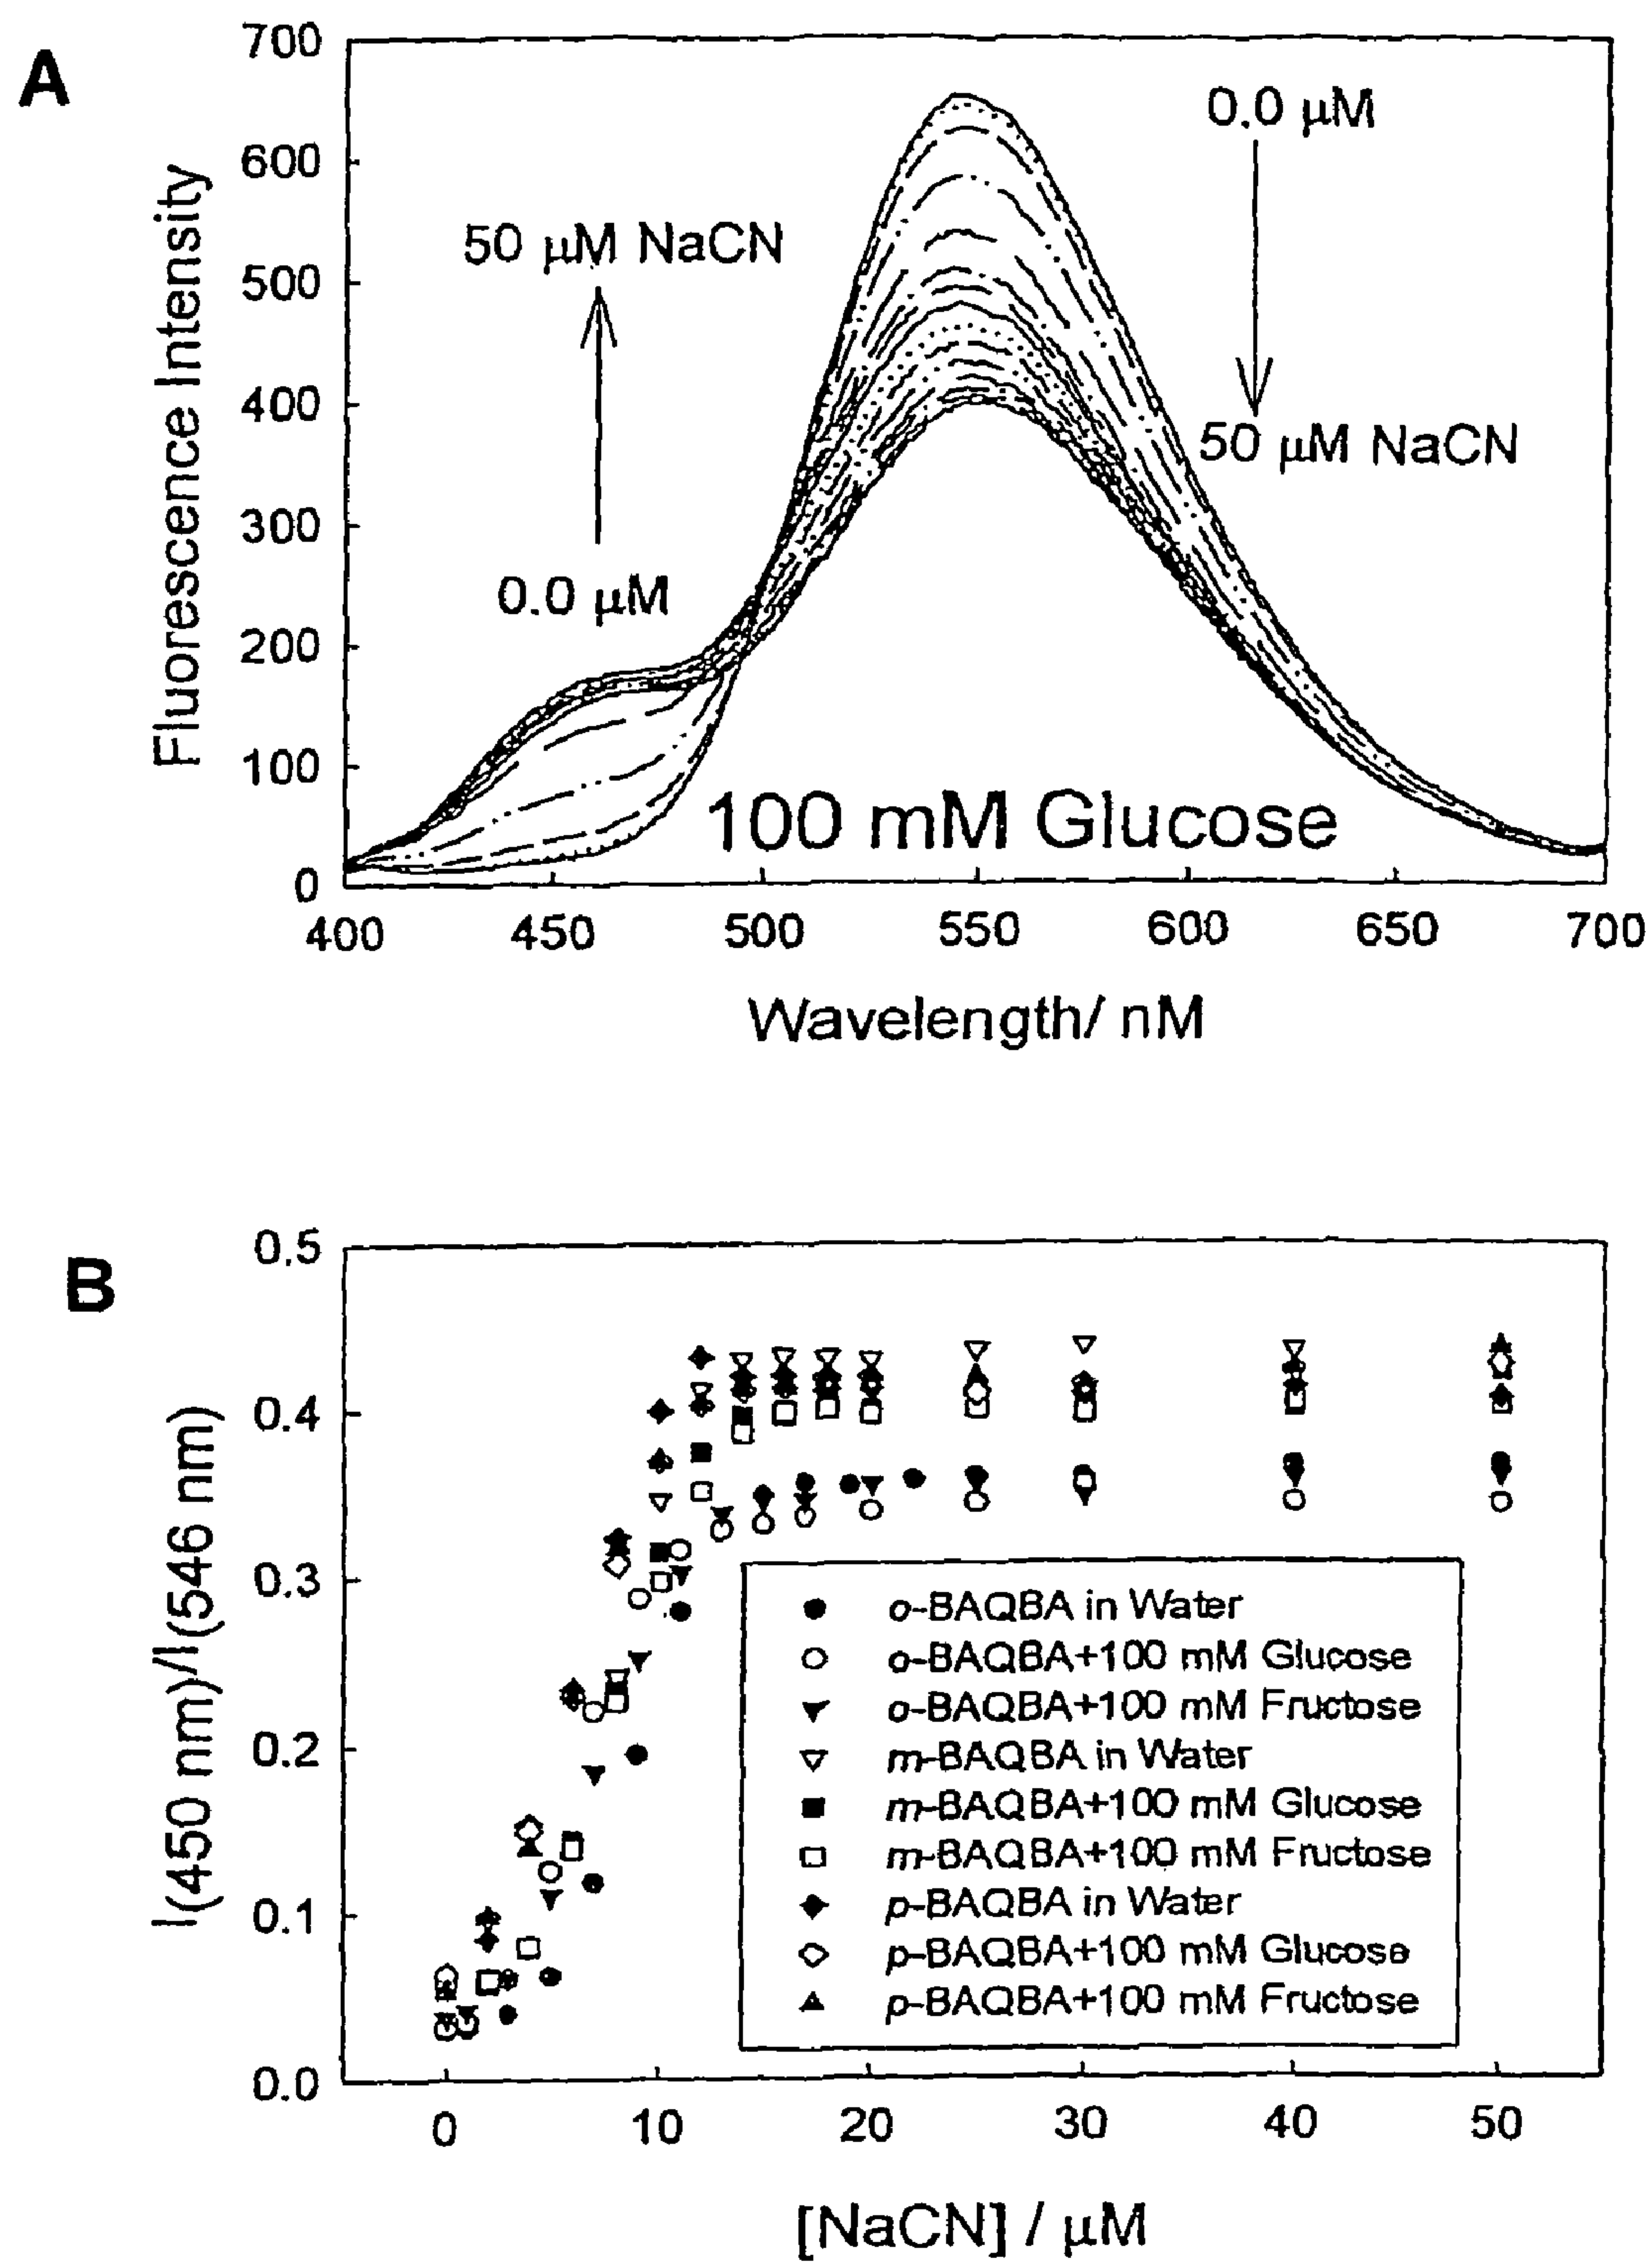 A
700
600
500
400
300
200
100
0
Fluorescence Intensity
50 µM NaCN
0.0 µM
0.0 µM
50 µM NaCN
100 mM Glucose
400 450 500 550 600 650 700
Wavelength/ nM
B
0.5
0.4
0.3
0.2
0.1
0.0
I(450 nm)/I(546 nm)
o-BAQBA in Water
o-BAQBA+100 mM Glucose
o-BAQBA+100 mM Fructose
m-BAQBA in Water
m-BAQBA+100 mM Glucose
m-BAQBA+100 mM Fructose
p-BAQBA in Water
p-BAQBA+100 mM Glucose
p-BAQBA+100 mM Fructose
0 10 20 30 40 50
[NaCN] / µM